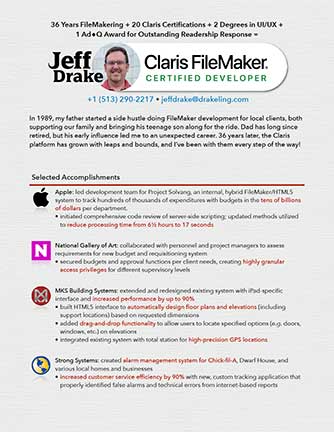 36 Years FileMakering + 20 Claris Certifications + 2 Degrees in UI/UX +
1 Ad●Q Award for Outstanding Readership Response =
Jeff
Drake
Claris FileMaker.
CERTIFIED DEVELOPER
+1 (513) 290-2217 • jeffdrake@drakeling.com
In 1989, my father started a side hustle doing FileMaker development for local clients, both
supporting our family and bringing his teenage son along for the ride. Dad has long since
retired, but his early influence led me to an unexpected career. 36 years later, the Claris
platform has grown with leaps and bounds, and I've been with them every step of the way!
Selected Accomplishments
Apple: led development team for Project Solvang, an internal, hybrid FileMaker/HTML5
system to track hundreds of thousands of expenditures with budgets in the tens of billions
of dollars per department.
• initiated comprehensive code review of server-side scripting; updated methods utilized
to reduce processing time from 6½ hours to 17 seconds
N
National Gallery of Art: collaborated with personnel and project managers to assess
requirements for new budget and requisitioning system
• secured budgets and approval functions per client needs, creating highly granular
access privileges for different supervisory levels
MKS Building Systems: extended and redesigned existing system with iPad-specific
interface and increased performance by up to 90%
• built HTML5 interface to automatically design floor plans and elevations (including
support locations) based on requested dimensions
• added drag-and-drop functionality to allow users to locate specified options (e.g. doors,
windows, etc.) on elevations
• integrated existing system with total station for high-precision GPS locations
Strong Systems: created alarm management system for Chick-fil-A, Dwarf House, and
various local homes and businesses
• increased customer service efficiency by 90% with new, custom tracking application that
properly identified false alarms and technical errors from internet-based reports